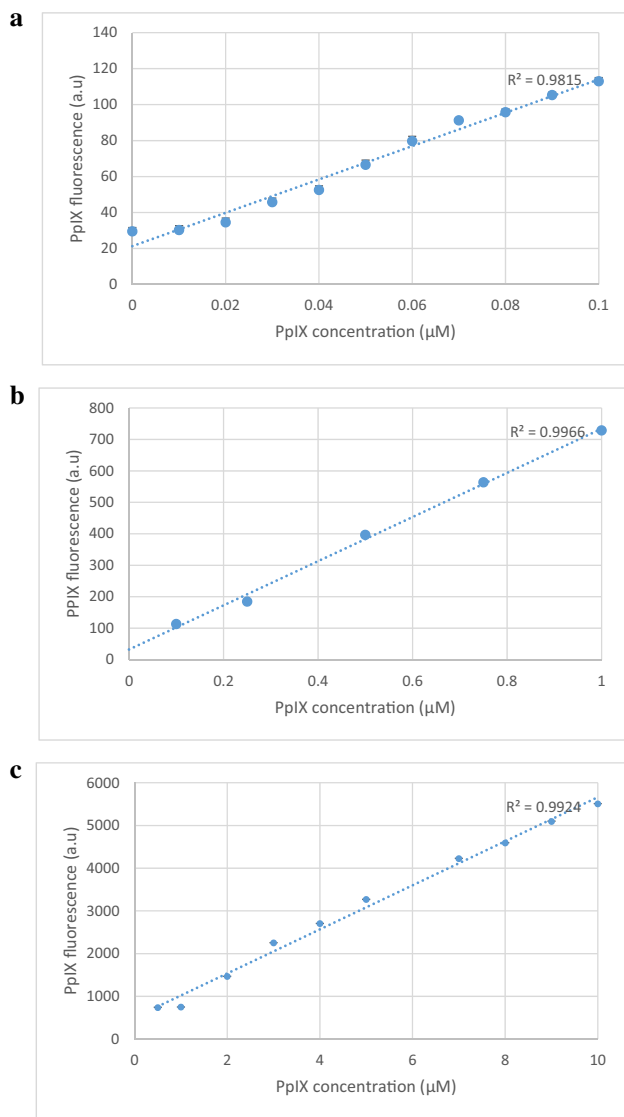 a
140
120
100
80
60
40
20
0
PpIX fluorescence (a.u)
R² = 0.9815
0 0.02 0.04 0.06 0.08 0.1
PpIX concentration (μM)
b
800
700
600
500
400
300
200
100
0
PPIX fluorescence (a.u)
R² = 0.9966
0 0.2 0.4 0.6 0.8 1
PpIX concentration (μM)
c
6000
5000
4000
3000
2000
1000
0
PpIX fluorescence (a.u)
R² = 0.9924
0 2 4 6 8 10
PpIX concentration (μM)